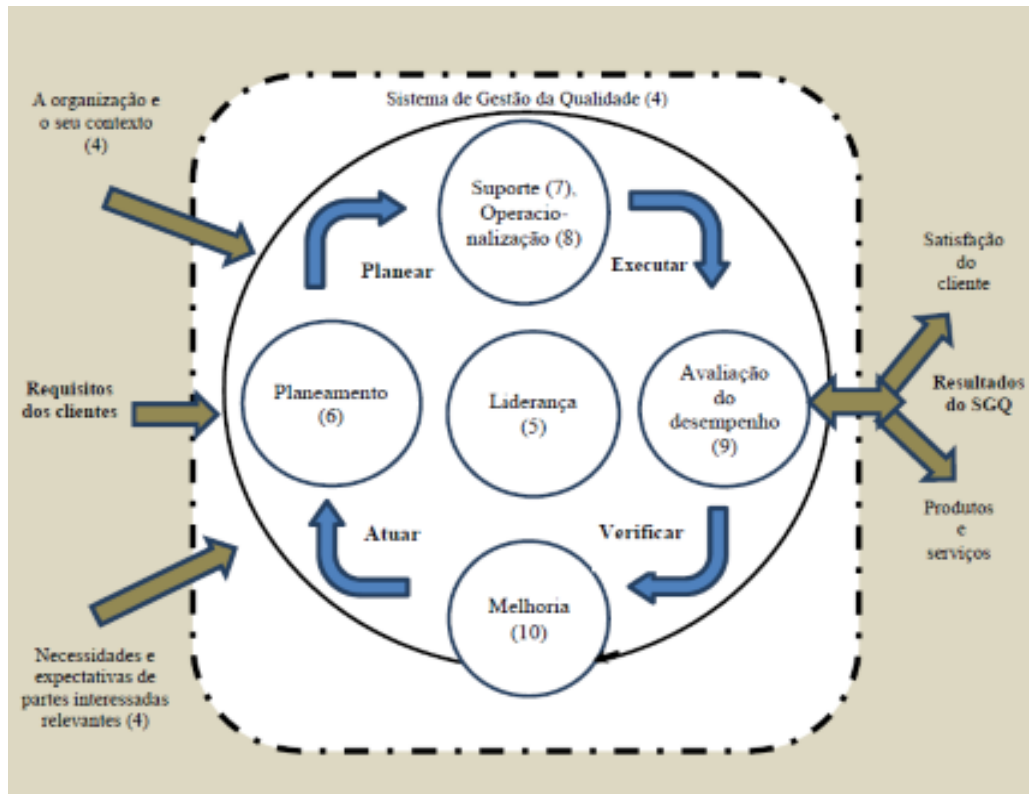 Sistema de Gestão da Qualidade (4)
A organização e
o seu contexto
(4)
Suporte (7),
Operacio-
nalização (8)
Planear
Executar
Satisfação
do
cliente
Requisitos
dos clientes
Planeamento
(6)
Liderança
(5)
Avaliação
do
desempenho
(9)
Resultados
do SGQ
Atuar
Verificar
Produtos
e
serviços
Melhoria
(10)
Necessidades e
expectativas de
partes interessadas
relevantes (4)